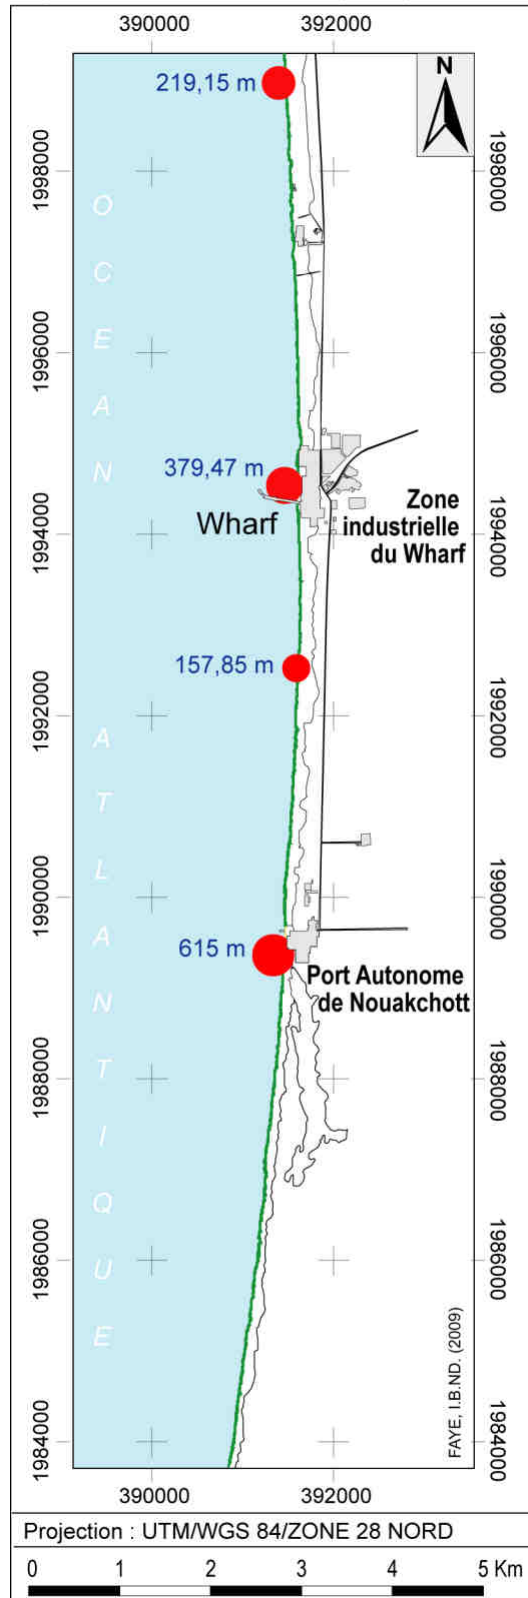 390000 392000
N
219,15 m
1998000 1998000
OCEAN
1996000 1996000
379,47 m
Wharf
Zone
industrielle
du Wharf
1994000 1994000
157,85 m
1992000 1992000
ATLANTIQUE
1990000 1990000
615 m
Port Autonome
de Nouakchott
1988000 1988000
1986000 1986000
FAYE, I.B.ND. (2009)
1984000 1984000
390000 392000
Projection : UTM/WGS 84/ZONE 28 NORD
0 1 2 3 4 5 Km